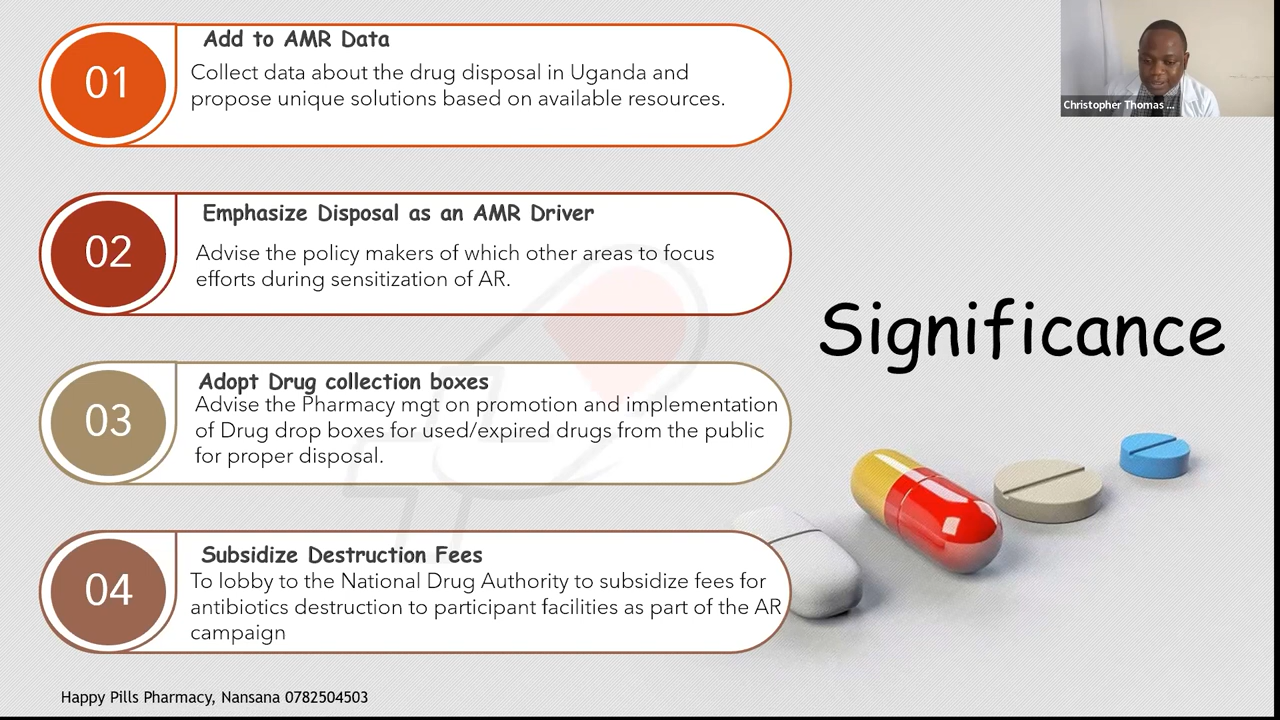 01
Add to AMR Data
Collect data about the drug disposal in Uganda and
propose unique solutions based on available resources.
02
Emphasize Disposal as an AMR Driver
Advise the policy makers of which other areas to focus
efforts during sensitization of AR.
03
Adopt Drug collection boxes
Advise the Pharmacy mgt on promotion and implementation
of Drug drop boxes for used/expired drugs from the public
for proper disposal.
04
Subsidize Destruction Fees
To lobby to the National Drug Authority to subsidize fees for
antibiotics destruction to participant facilities as part of the AR
campaign
Significance
Christopher Thomas ...
Happy Pills Pharmacy, Nansana 0782504503